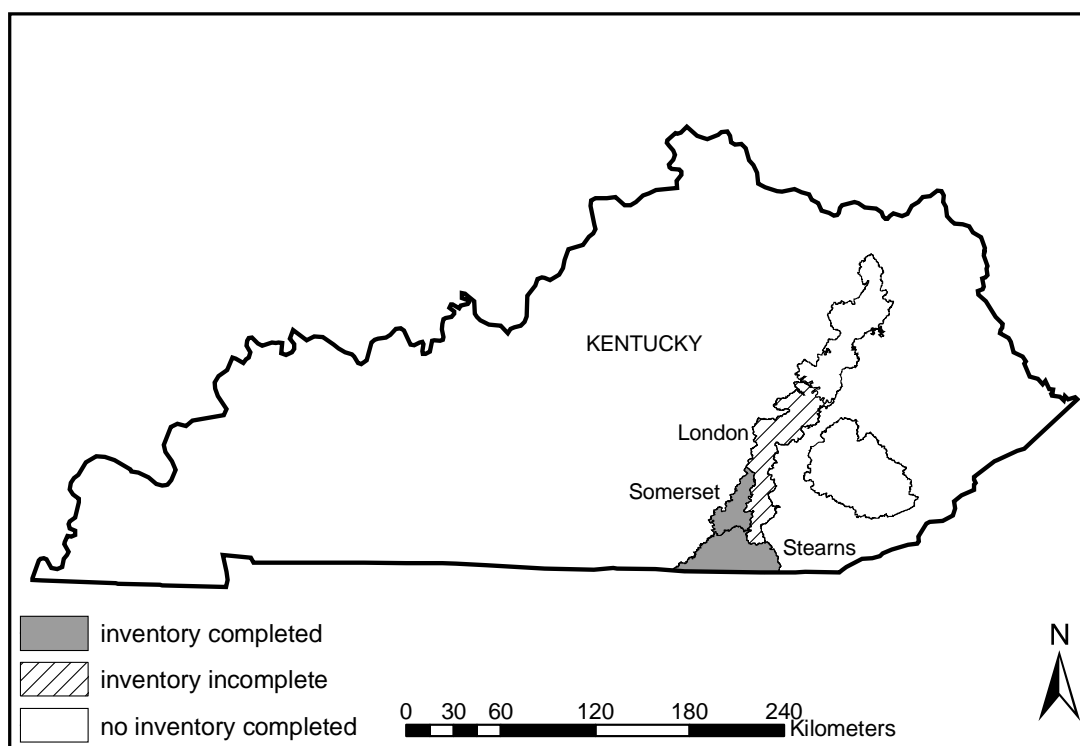 KENTUCKY
London
Somerset
Stearns
inventory completed
inventory incomplete
no inventory completed
N
0 30 60 120 180 240
Kilometers